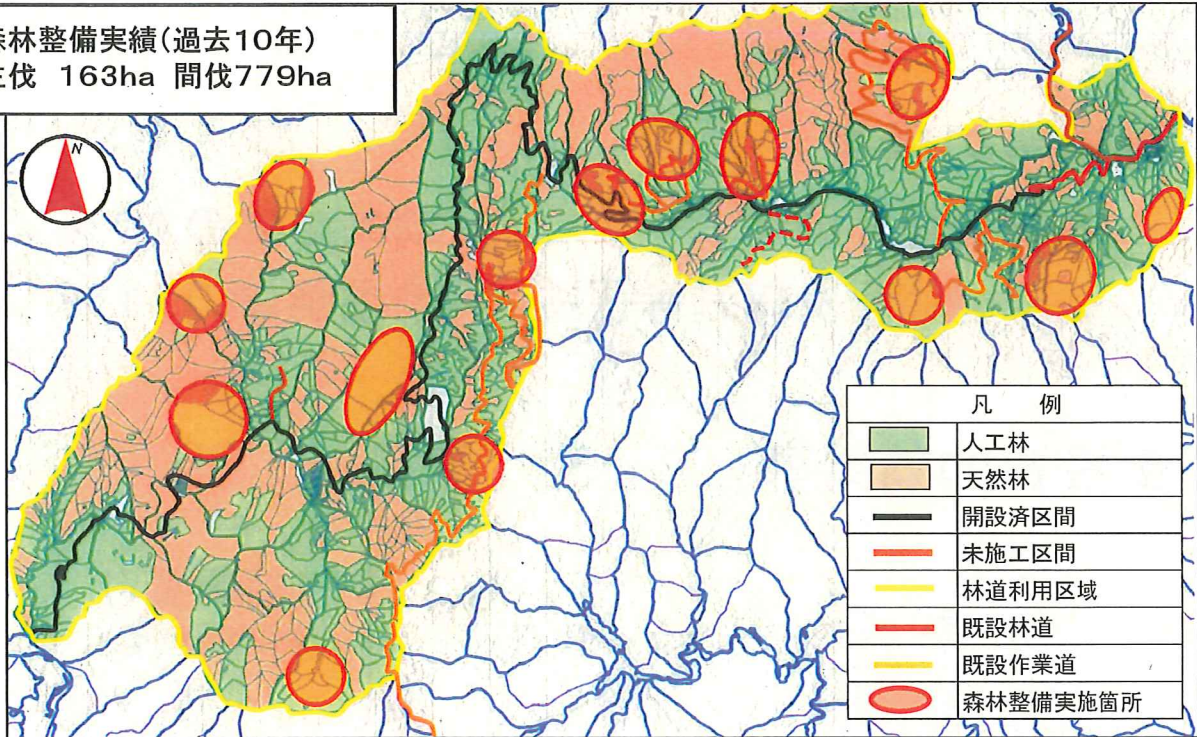 森林整備実績(過去10年)
主伐 163ha 間伐779ha
N
凡 例
人工林
天然林
開設済区間
未施工区間
林道利用区域
既設林道
既設作業道
森林整備実施箇所